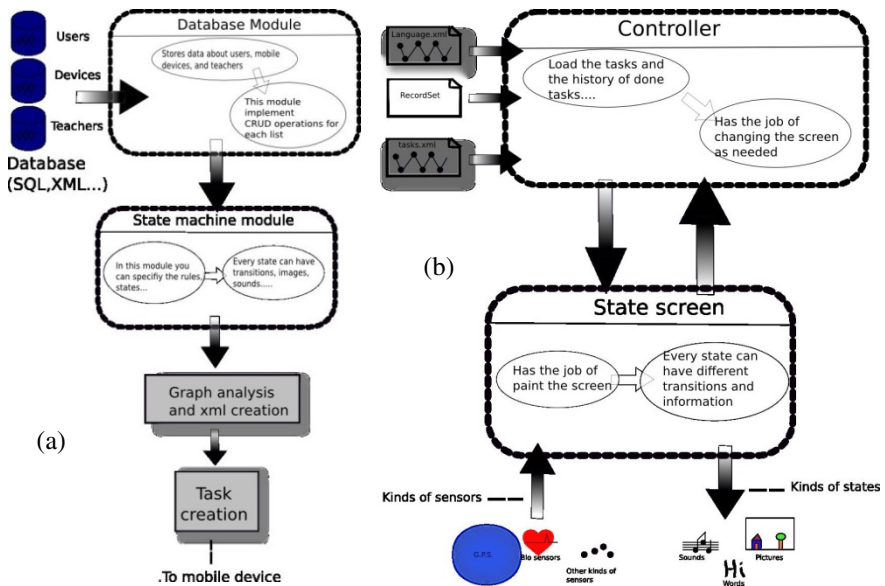 Users
Devices
Teachers
Database
(SQL,XML...)
Database Module
Stores data about users, mobile
devices, and teachers
This module
implement
CRUD operations for
each list
State machine module
In this module you
can specifiy the rules,
states...
Every state can have
transitions, images,
sounds.....
Graph analysis
and xml creation
(a)
Task
creation
.To mobile device
Language.xml
RecordSet
tasks.xml
Controller
Load the tasks and
the history of done
tasks....
Has the job of
changing the screen
as needed
(b)
State screen
Has the job of
paint the screen
Every state can
have different
transitions and
information
Kinds of sensors
Kinds of states
G.P.S.
Bio sensors
Other kinds of
sensors
Sounds
Hi
Words
Pictures